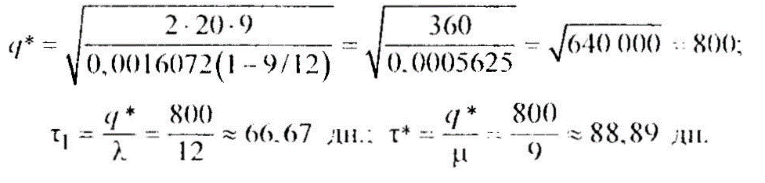 q* = √(2 · 20 · 9 / 0,0016072(1 – 9/12)) = √(360 / 0.0005625) = √640 000 = 800;
τ₁ = q* / λ = 800 / 12 ≈ 66.67 дн.; τ* = q* / μ = 800 / 9 ≈ 88,89 дн.